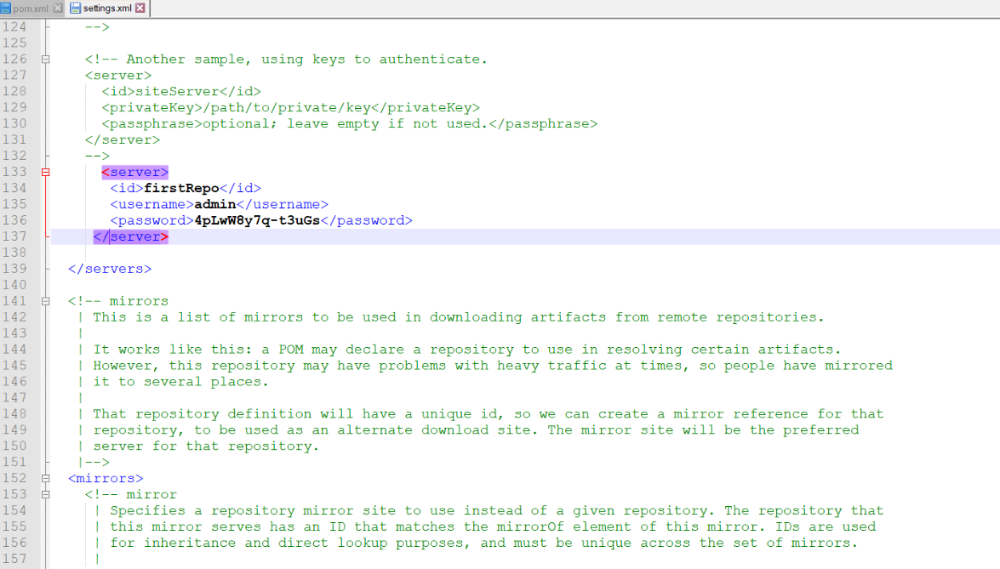 pom.xml settings.xml
124 -->
125
126 <!-- Another sample, using keys to authenticate.
127 <server>
128 <id>siteServer</id>
129 <privateKey>/path/to/private/key</privateKey>
130 <passphrase>optional; leave empty if not used.</passphrase>
131 </server>
132 -->
133 <server>
134 <id>firstRepo</id>
135 <username>admin</username>
136 <password>4pLwW8y7q-t3uGs</password>
137 </server>
138
139 </servers>
140
141 <!-- mirrors
142 | This is a list of mirrors to be used in downloading artifacts from remote repositories.
143 |
144 | It works like this: a POM may declare a repository to use in resolving certain artifacts.
145 | However, this repository may have problems with heavy traffic at times, so people have mirrored
146 | it to several places.
147 |
148 | That repository definition will have a unique id, so we can create a mirror reference for that
149 | repository, to be used as an alternate download site. The mirror site will be the preferred
150 | server for that repository.
151 |-->
152 <mirrors>
153 <!-- mirror
154 | Specifies a repository mirror site to use instead of a given repository. The repository that
155 | this mirror serves has an ID that matches the mirrorOf element of this mirror. IDs are used
156 | for inheritance and direct lookup purposes, and must be unique across the set of mirrors.
157 |